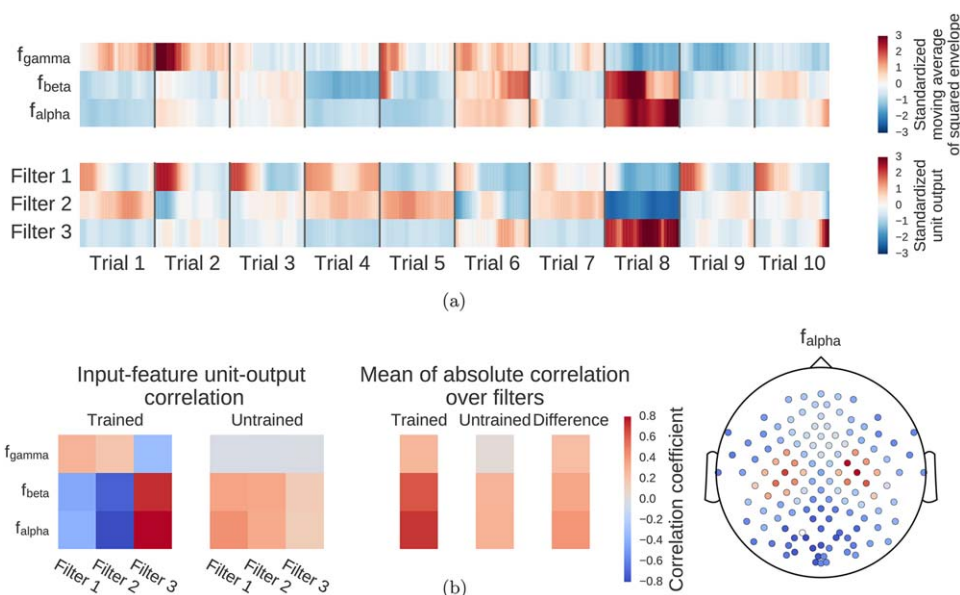 fgamma
fbeta
falpha
3
2
1
0
−1
−2
−3
Standardized
moving average
of squared envelope
Filter 1
Filter 2
Filter 3
3
2
1
0
−1
−2
−3
Standardized
unit output
Trial 1 Trial 2 Trial 3 Trial 4 Trial 5 Trial 6 Trial 7 Trial 8 Trial 9 Trial 10
(a)
Input-feature unit-output
correlation
Trained Untrained
fgamma
fbeta
falpha
Filter 1 Filter 2 Filter 3 Filter 1 Filter 2 Filter 3
Mean of absolute correlation
over filters
Trained Untrained Difference
0.8
0.6
0.4
0.2
0.0
−0.2
−0.4
−0.6
−0.8
Correlation coefficient
falpha
(b)